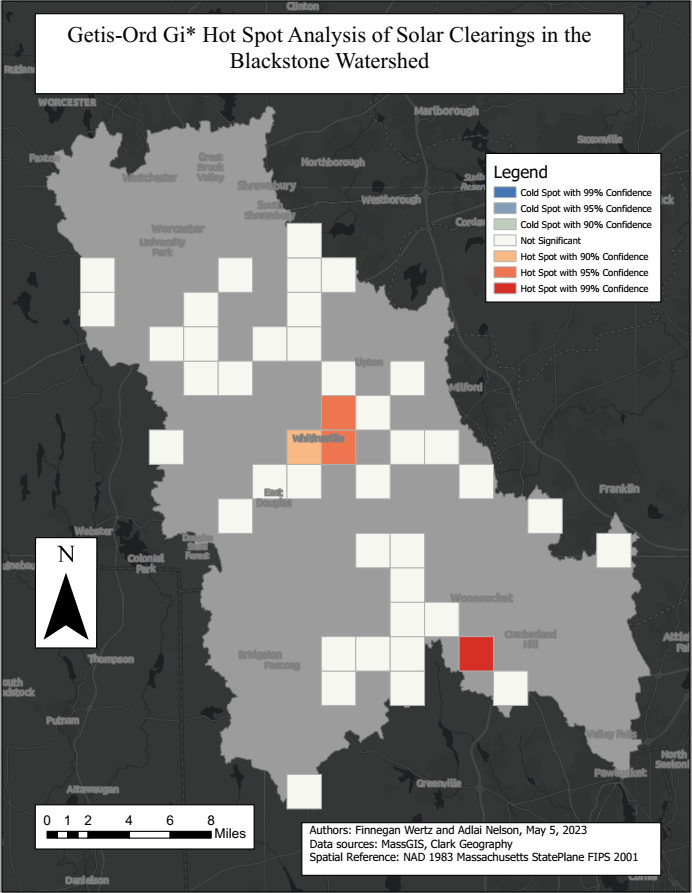 Clinton
Getis-Ord Gi* Hot Spot Analysis of Solar Clearings in the
Blackstone Watershed
Rutland
WORCESTER
Marlborough
Saxonville
Paxton
Great
Brook
Valley
Northborough
Westchester
Shrewsbury
Westborough
South
Shrewsbury
Worcester
University
Park
Legend
Cold Spot with 99% Confidence
Cold Spot with 95% Confidence
Cold Spot with 90% Confidence
Not Significant
Hot Spot with 90% Confidence
Hot Spot with 95% Confidence
Hot Spot with 99% Confidence
Upton
Milford
Whitinsville
East
Douglas
Franklin
Webster
Douglas
State
Forest
Colonial
Park
N
Woonsocket
Cumberland
Hill
Bridgeton
Pascoag
Thompson
Putnam
Valley Falls
North
Pawtucket
Attawaugan
Greenville
0 1 2 4 6 8
Miles
Authors: Finnegan Wertz and Adlai Nelson, May 5, 2023
Data sources: MassGIS, Clark Geography
Spatial Reference: NAD 1983 Massachusetts StatePlane FIPS 2001
Danielson